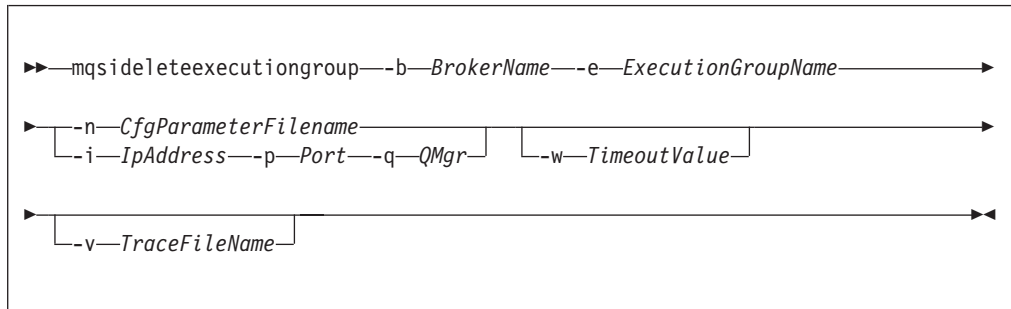 mqsideleteexecutiongroup -b BrokerName -e ExecutionGroupName
-n CfgParameterFilename
-i IpAddress -p Port -q QMgr
-w TimeoutValue
-v TraceFileName